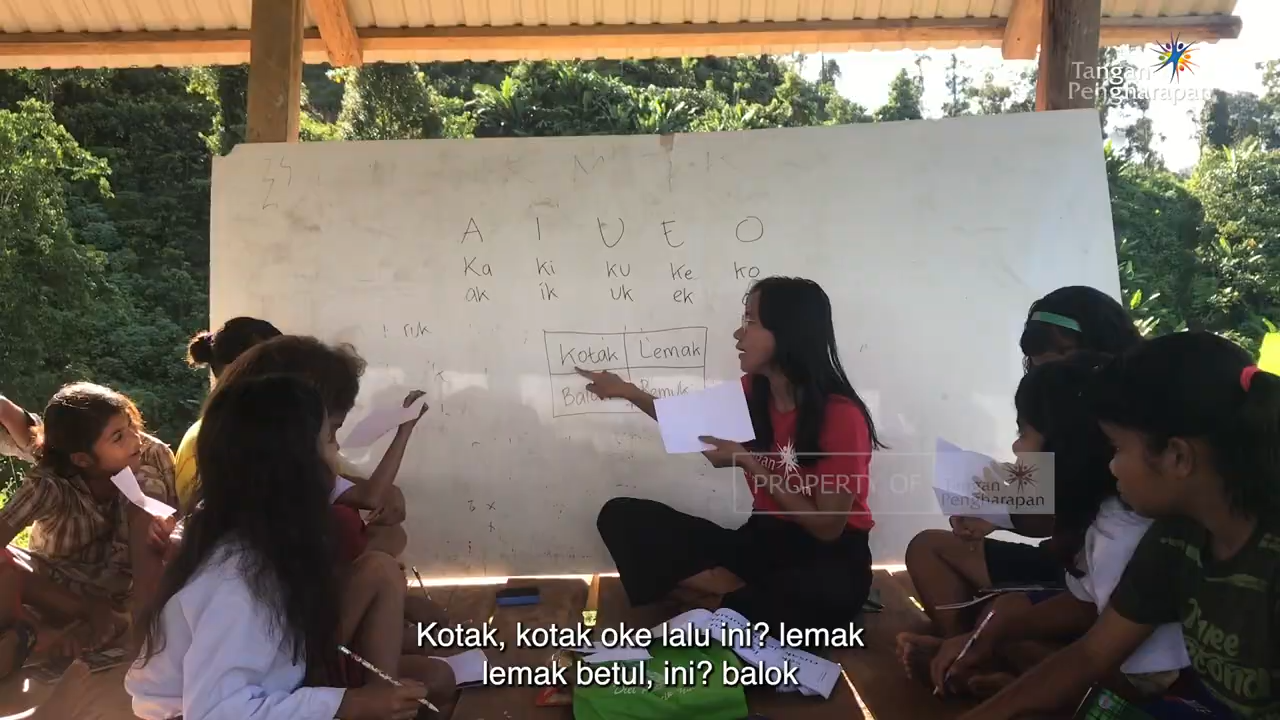 Tangan
Pengharapan
A I U E O
Ka ki ku ke ko
ak ik uk ek
ruk
Kotak Lemak
PROPERTY OF Tangan Pengharapan
Kotak, kotak oke lalu ini? lemak
lemak betul, ini? balok